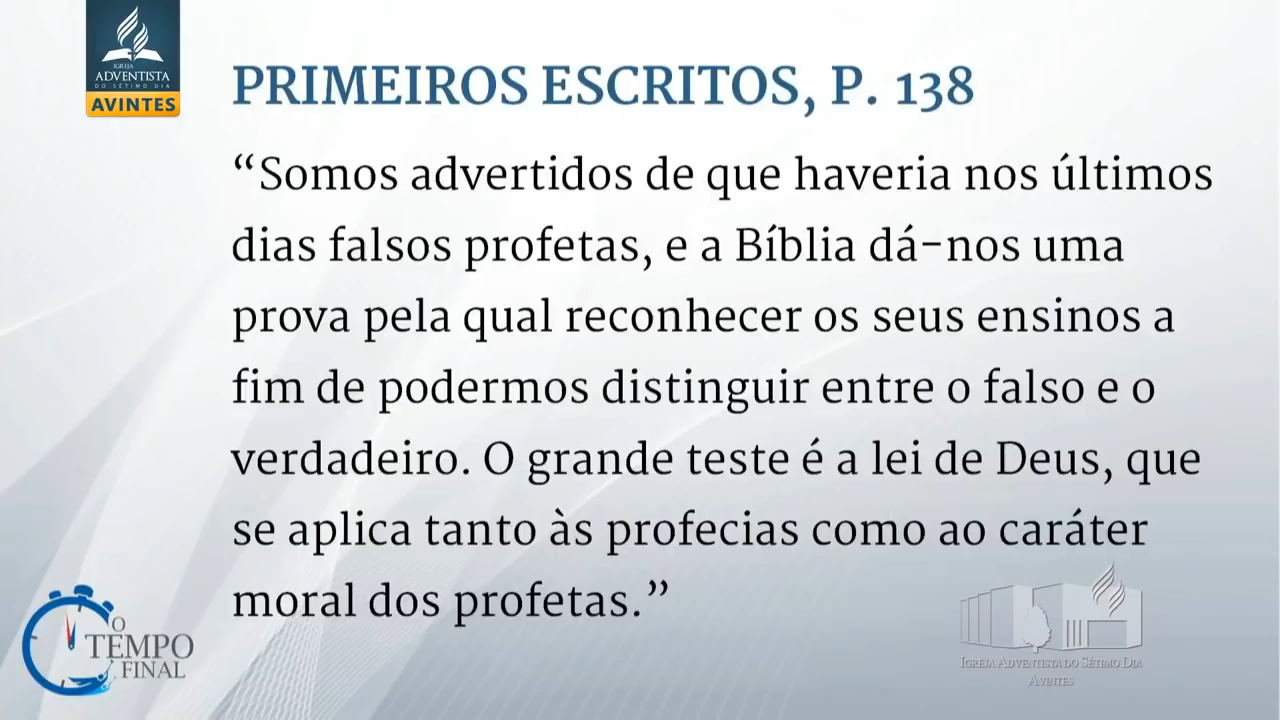 IGREJA
ADVENTISTA
DO SÉTIMO DIA
AVINTES
PRIMEIROS ESCRITOS, P. 138
“Somos advertidos de que haveria nos últimos
dias falsos profetas, e a Bíblia dá-nos uma
prova pela qual reconhecer os seus ensinos a
fim de podermos distinguir entre o falso e o
verdadeiro. O grande teste é a lei de Deus, que
se aplica tanto às profecias como ao caráter
moral dos profetas.”
O
TEMPO
FINAL
IGREJA ADVENTISTA DO SÉTIMO DIA
AVINTES